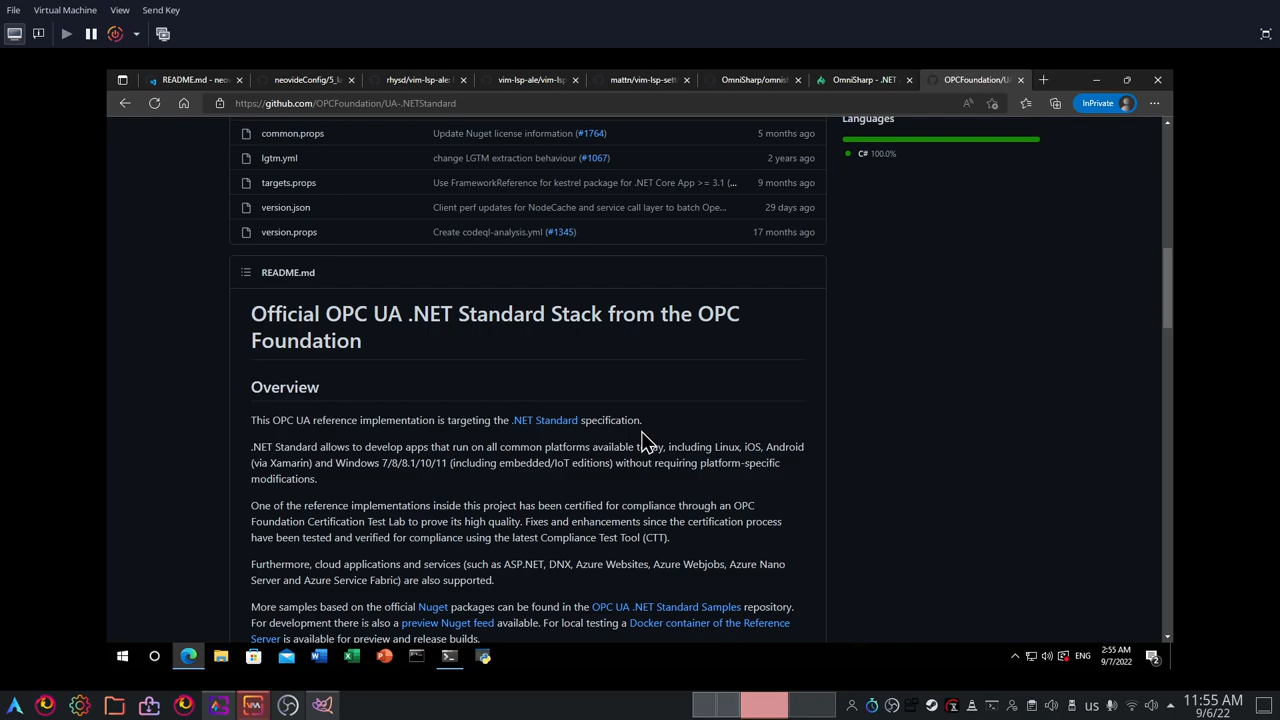 File Virtual Machine View Send Key
README.md - neov
neovideConfig/5_l
rhysd/vim-lsp-ale: (
vim-lsp-ale/vim-lsp
mattn/vim-lsp-sett
OmniSharp/omnis
OmniSharp - .NET
OPCFoundation/U
https://github.com/OPCFoundation/UA-.NETStandard
InPrivate
Languages
C# 100.0%
common.props Update Nuget license information (#1764) 5 months ago
lgtm.yml change LGTM extraction behaviour (#1067) 2 years ago
targets.props Use FrameworkReference for kestrel package for .NET Core App >= 3.1 (... 9 months ago
version.json Client perf updates for NodeCache and service call layer to batch Ope... 29 days ago
version.props Create codeql-analysis.yml (#1345) 17 months ago
README.md
Official OPC UA .NET Standard Stack from the OPC
Foundation
Overview
This OPC UA reference implementation is targeting the .NET Standard specification.
.NET Standard allows to develop apps that run on all common platforms available including Linux, iOS, Android
(via Xamarin) and Windows 7/8/8.1/10/11 (including embedded/IoT editions) without requiring platform-specific
modifications.
One of the reference implementations inside this project has been certified for compliance through an OPC
Foundation Certification Test Lab to prove its high quality. Fixes and enhancements since the certification process
have been tested and verified for compliance using the latest Compliance Test Tool (CTT).
Furthermore, cloud applications and services (such as ASP.NET, DNX, Azure Websites, Azure Webjobs, Azure Nano
Server and Azure Service Fabric) are also supported.
More samples based on the official Nuget packages can be found in the OPC UA .NET Standard Samples repository.
For development there is also a preview Nuget feed available. For local testing a Docker container of the Reference
Server is available for preview and release builds.
ENG
2:55 AM
9/7/2022
2
us
11:55 AM
9/6/22